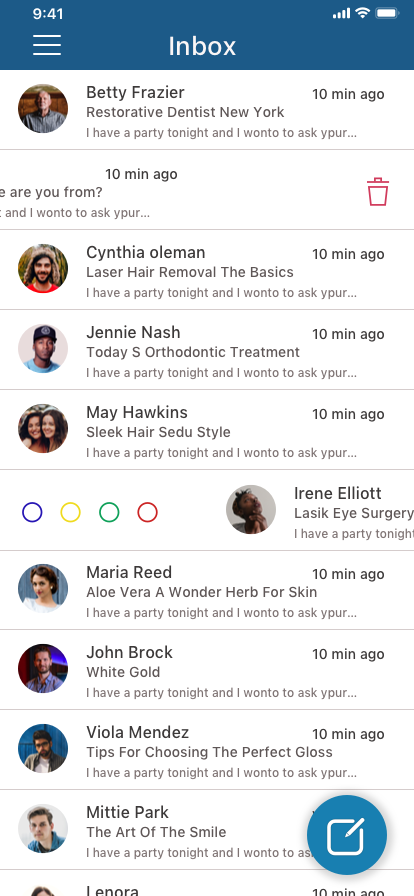 9:41
Inbox
Betty Frazier
10 min ago
Restorative Dentist New York
I have a party tonight and I wonto to ask ypur...
10 min ago
e are you from?
t and I wonto to ask ypur...
Cynthia oleman
10 min ago
Laser Hair Removal The Basics
I have a party tonight and I wonto to ask ypur...
Jennie Nash
10 min ago
Today S Orthodontic Treatment
I have a party tonight and I wonto to ask ypur...
May Hawkins
10 min ago
Sleek Hair Sedu Style
I have a party tonight and I wonto to ask ypur...
Irene Elliott
Lasik Eye Surgery
I have a party tonight
Maria Reed
10 min ago
Aloe Vera A Wonder Herb For Skin
I have a party tonight and I wonto to ask ypur...
John Brock
10 min ago
White Gold
I have a party tonight and I wonto to ask ypur...
Viola Mendez
10 min ago
Tips For Choosing The Perfect Gloss
I have a party tonight and I wonto to ask ypur...
Mittie Park
The Art Of The Smile
I have a party tonight and I wonto to as
Lenora
10 min ago